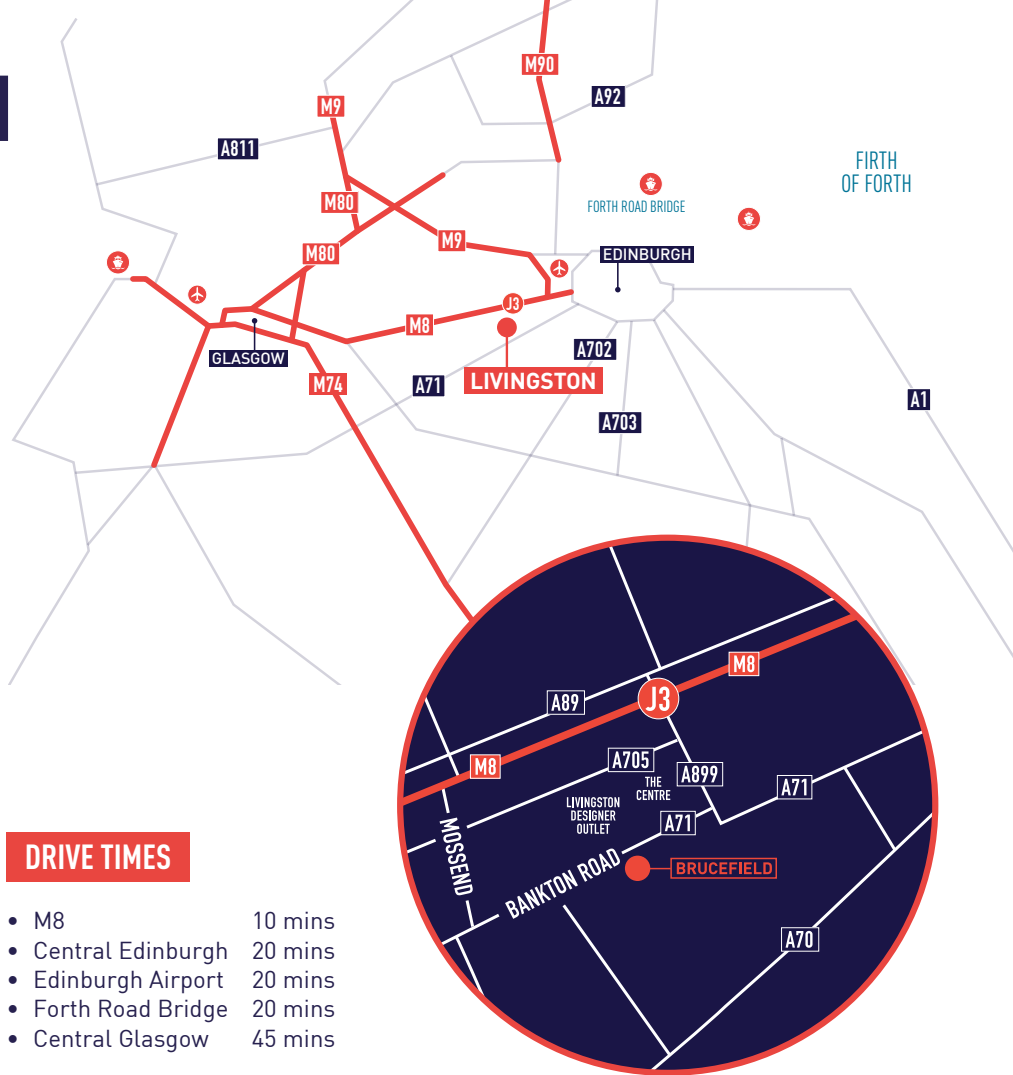 M90
A92
M9
A811
FIRTH
OF FORTH
M80
FORTH ROAD BRIDGE
M9
M80
EDINBURGH
J3
M8
GLASGOW
A702
LIVINGSTON
M74
A71
A1
A703
M8
J3
A89
A705
M8
A899
THE
CENTRE
A71
LIVINGSTON
DESIGNER
OUTLET
A71
MOSSEND
BANKTON ROAD
BRUCEFIELD
A70
DRIVE TIMES
• M8 10 mins
• Central Edinburgh 20 mins
• Edinburgh Airport 20 mins
• Forth Road Bridge 20 mins
• Central Glasgow 45 mins